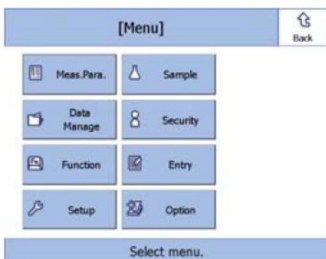 [Menu]
Back
Meas.Para.
Sample
Data
Manage
Security
Function
Entry
Setup
Option
Select menu.